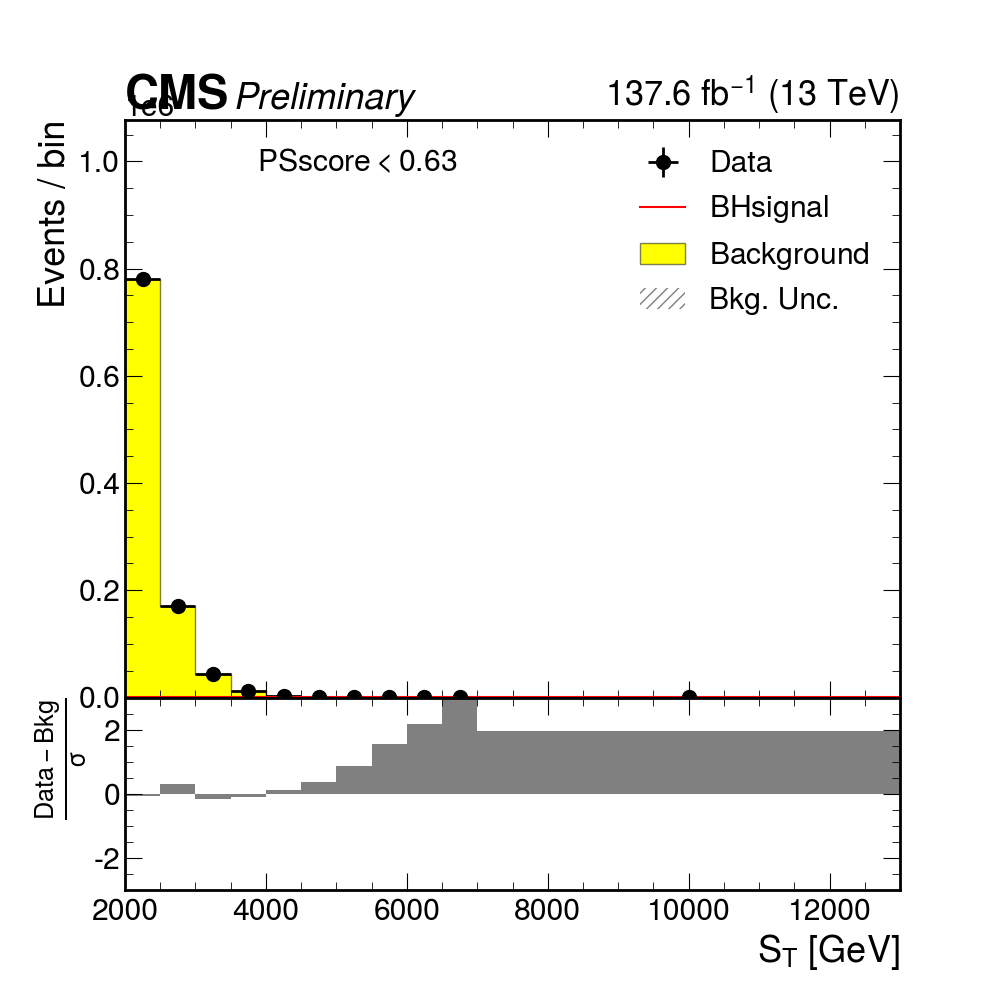 CMS Preliminary 137.6 fb⁻¹ (13 TeV)
1e6
Events / bin
PSscore < 0.63
Data
BHsignal
Background
Bkg. Unc.
1.0
0.8
0.6
0.4
0.2
0.0
Data – Bkg
σ
2
0
-2
2000 4000 6000 8000 10000 12000
S_T [GeV]